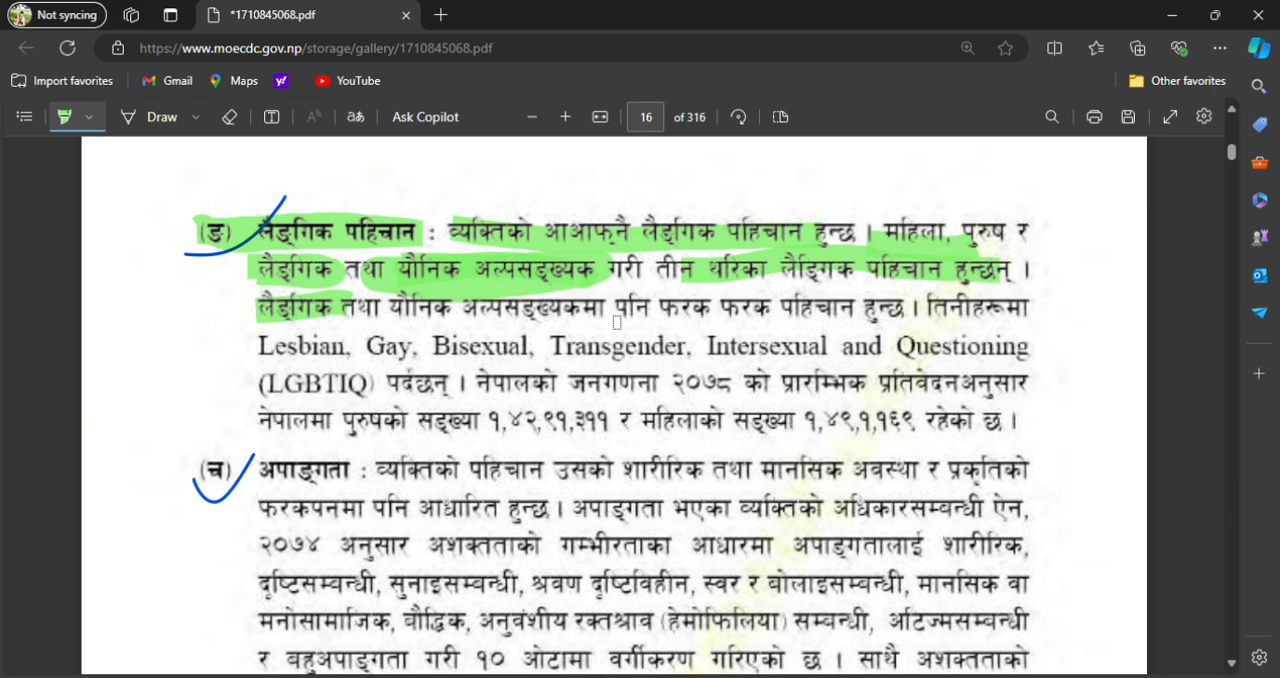 Not syncing
*1710845068.pdf
https://www.moecdc.gov.np/storage/gallery/1710845068.pdf
Import favorites Gmail Maps y! YouTube Other favorites
Draw aあ Ask Copilot 16 of 316
(ङ) लैङ्गिक पहिचान : व्यक्तिको आआफ्नै लैङ्गिक पहिचान हुन्छ । महिला, पुरुष र
लैङ्गिक तथा यौनिक अल्पसङ्ख्यक गरी तीन थरिका लैङ्गिक पहिचान हुन्छन् ।
लैङ्गिक तथा यौनिक अल्पसङ्ख्यकमा पनि फरक फरक पहिचान हुन्छ । तिनीहरूमा
Lesbian, Gay, Bisexual, Transgender, Intersexual and Questioning
(LGBTIQ) पर्दछन् । नेपालको जनगणना २०७८ को प्रारम्भिक प्रतिवेदनअनुसार
नेपालमा पुरुषको सङ्ख्या १,४२,९१,३११ र महिलाको सङ्ख्या १,४९,१,१६९ रहेको छ ।
(च) अपाङ्गता : व्यक्तिको पहिचान उसको शारीरिक तथा मानसिक अवस्था र प्रकृतिको
फरकपनमा पनि आधारित हुन्छ । अपाङ्गता भएका व्यक्तिको अधिकारसम्बन्धी ऐन,
२०७४ अनुसार अशक्तताको गम्भीरताका आधारमा अपाङ्गतालाई शारीरिक,
दृष्टिसम्बन्धी, सुनाइसम्बन्धी, श्रवण दृष्टिविहीन, स्वर र बोलाइसम्बन्धी, मानसिक वा
मनोसामाजिक, बौद्धिक, अनुवंशीय रक्तश्राव (हेमोफिलिया) सम्बन्धी, अटिज्मसम्बन्धी
र बहुअपाङ्गता गरी १० ओटामा वर्गीकरण गरिएको छ । साथै अशक्तताको